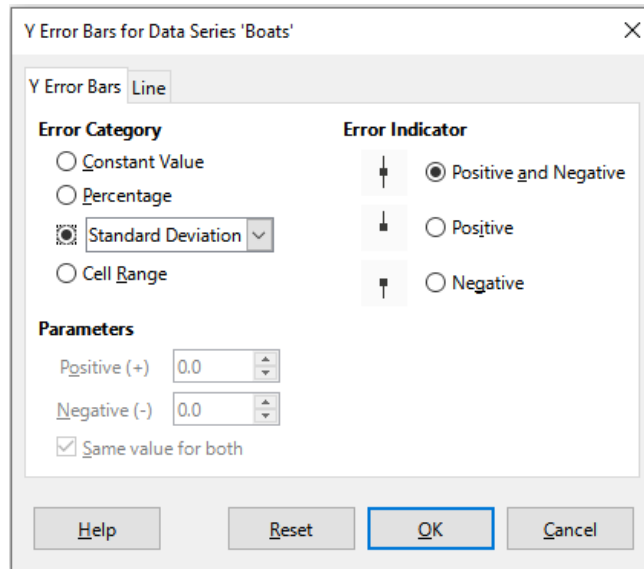 Y Error Bars for Data Series 'Boats'
Y Error Bars
Line
Error Category
Constant Value
Percentage
Standard Deviation
Cell Range
Error Indicator
Positive and Negative
Positive
Negative
Parameters
Positive (+) 0.0
Negative (-) 0.0
Same value for both
Help
Reset
OK
Cancel